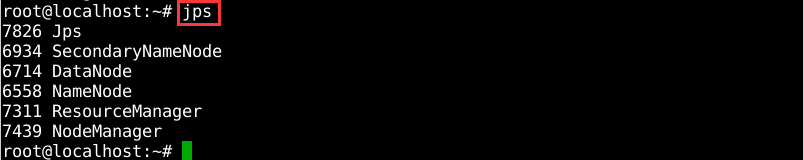 root@localhost:~# jps
7826 Jps
6934 SecondaryNameNode
6714 DataNode
6558 NameNode
7311 ResourceManager
7439 NodeManager
root@localhost:~#